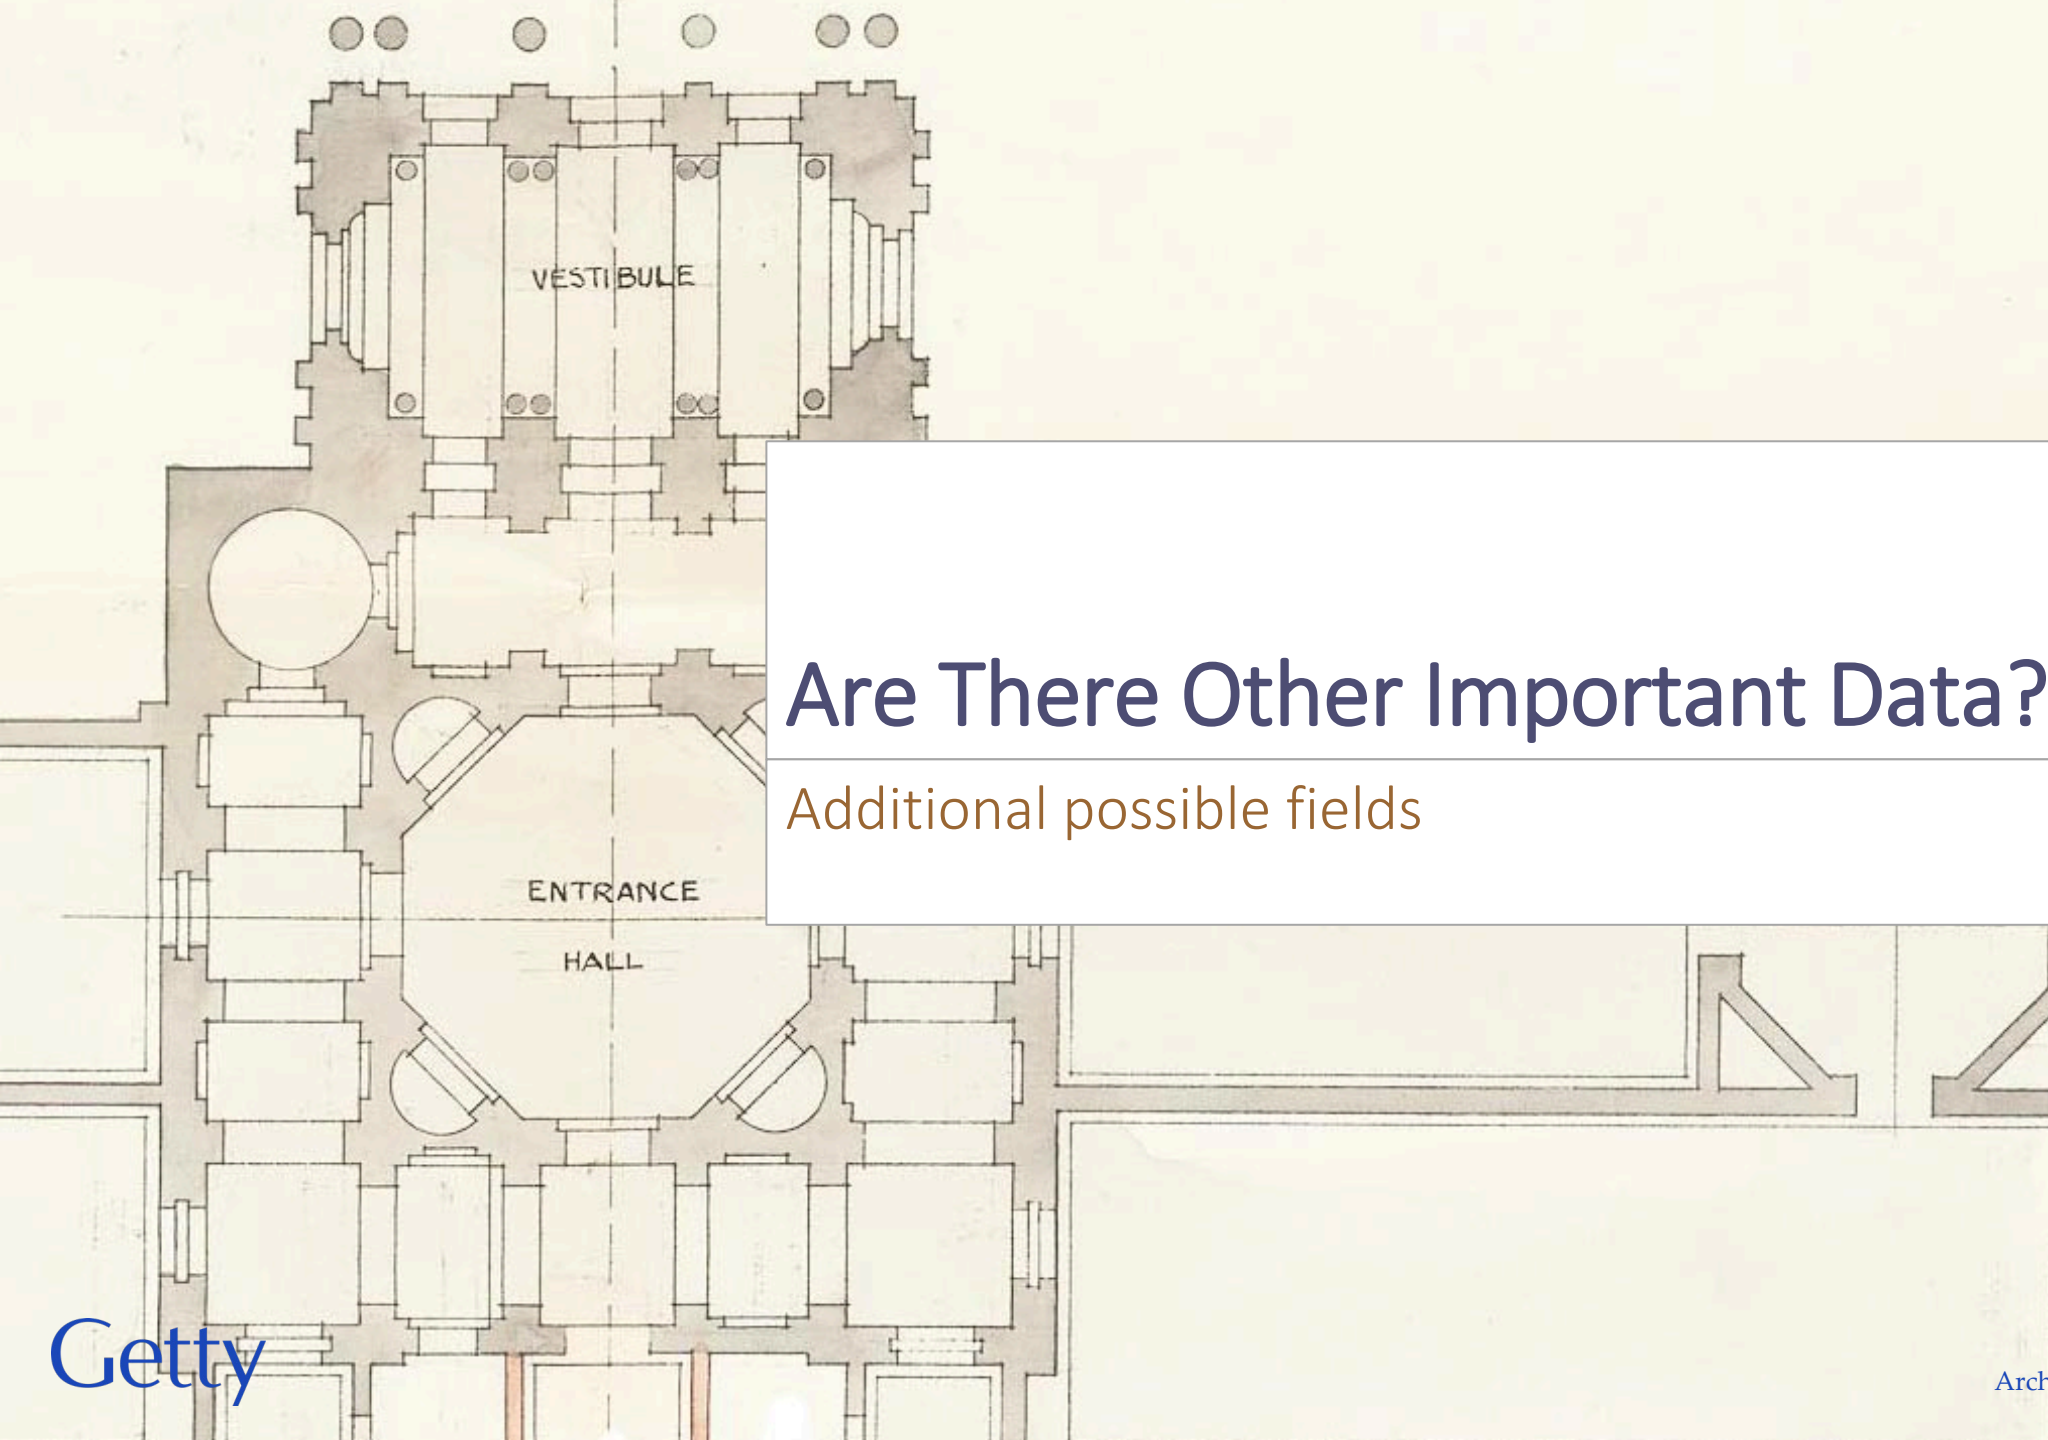 VESTIBULE
Are There Other Important Data?
Additional possible fields
ENTRANCE
HALL
Getty